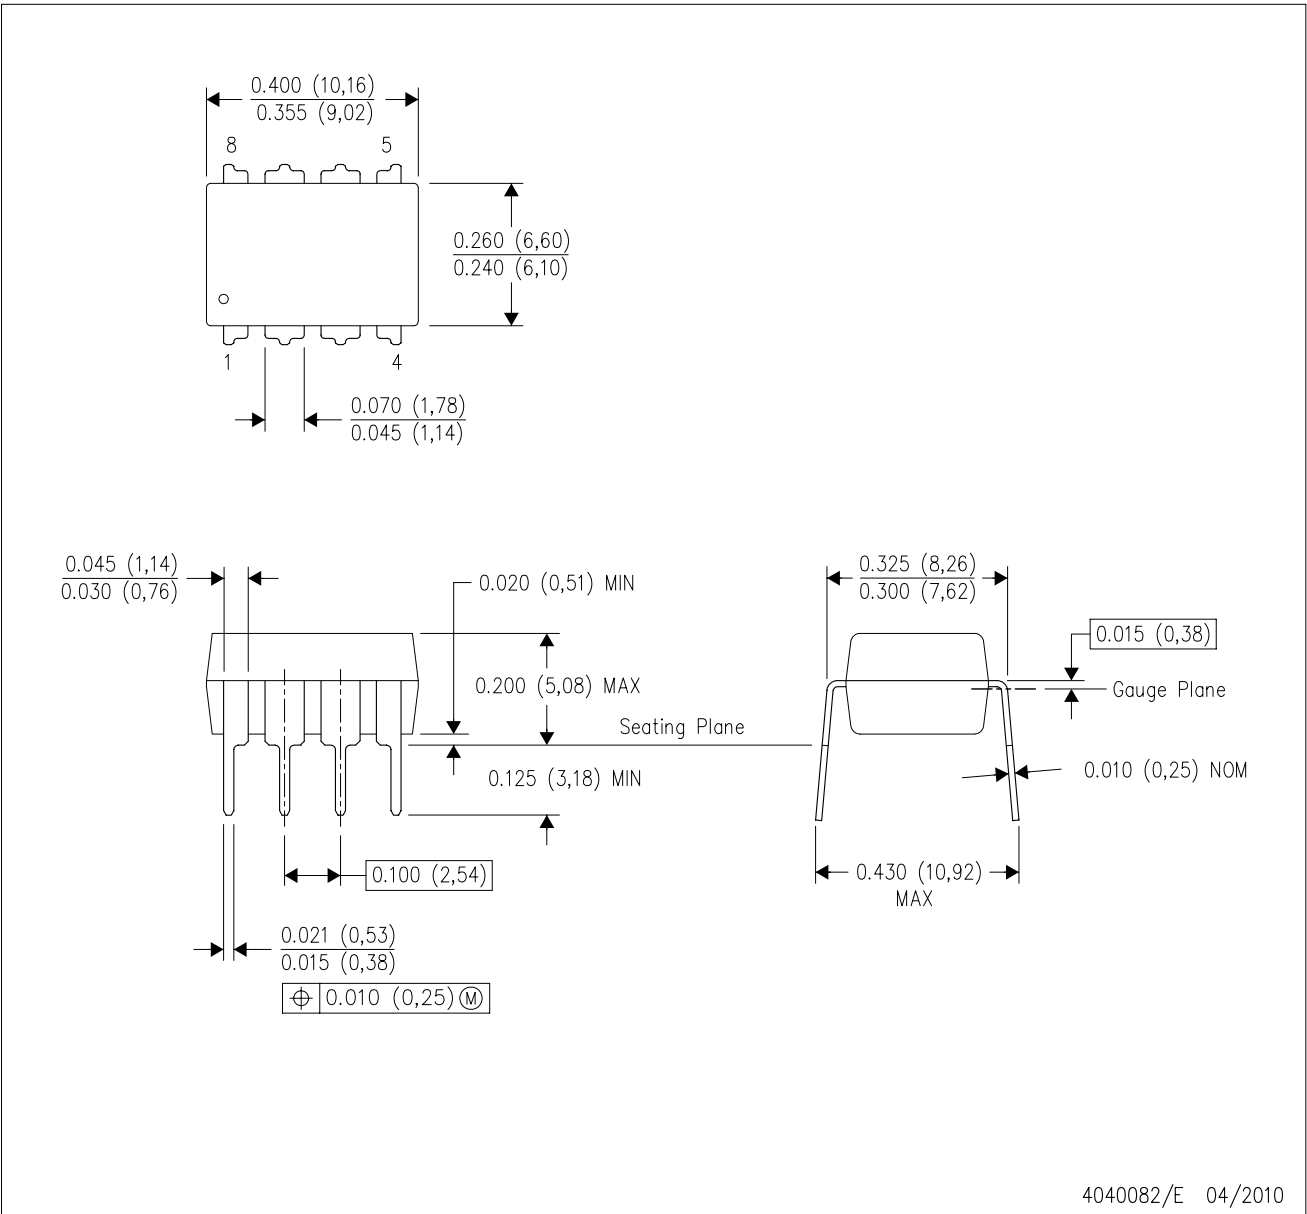 0.400 (10,16)
0.355 (9,02)
8
5
0.260 (6,60)
0.240 (6,10)
1
4
0.070 (1,78)
0.045 (1,14)
0.045 (1,14)
0.030 (0,76)
0.020 (0,51) MIN
0.200 (5,08) MAX
Seating Plane
0.125 (3,18) MIN
0.100 (2,54)
0.021 (0,53)
0.015 (0,38)
⌖ 0.010 (0,25) Ⓜ
0.325 (8,26)
0.300 (7,62)
0.015 (0,38)
Gauge Plane
0.010 (0,25) NOM
0.430 (10,92)
MAX
4040082/E 04/2010